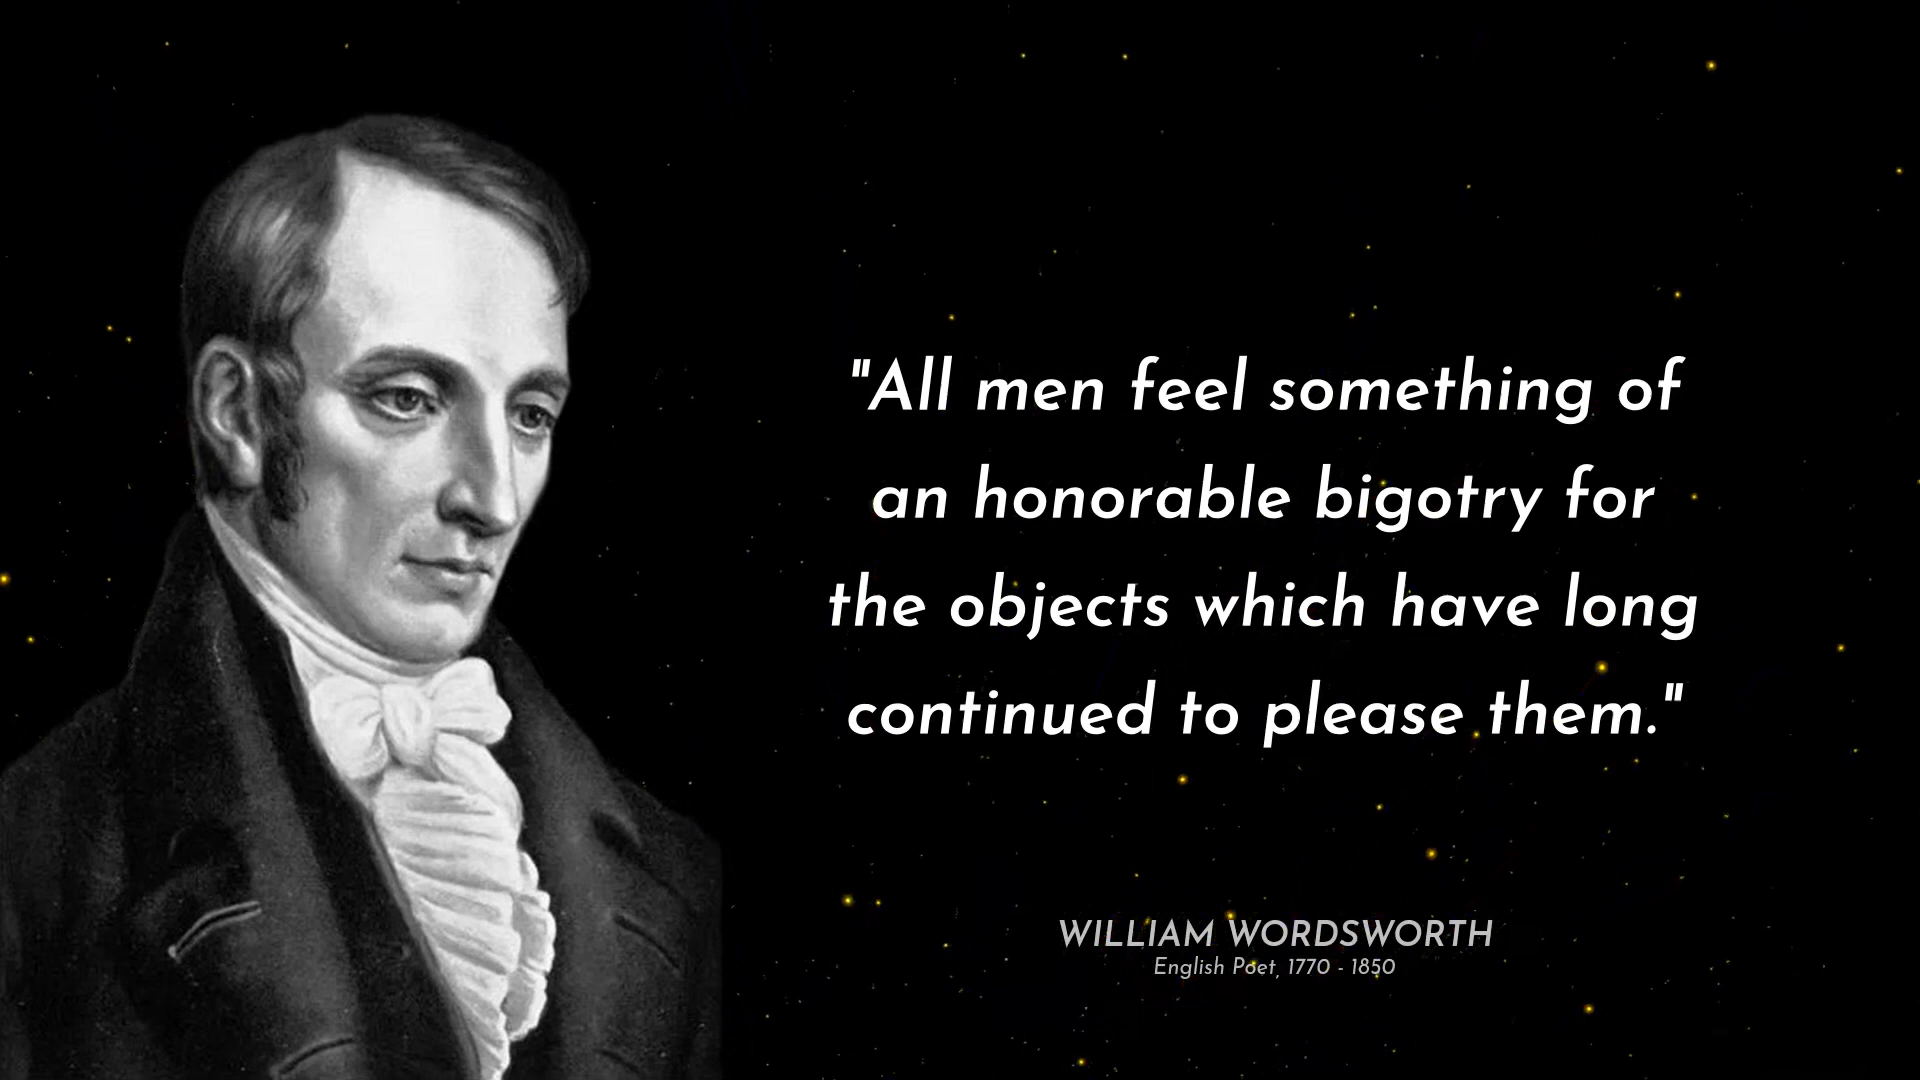 "All men feel something of
an honorable bigotry for
the objects which have long
continued to please them."
WILLIAM WORDSWORTH
English Poet, 1770 - 1850